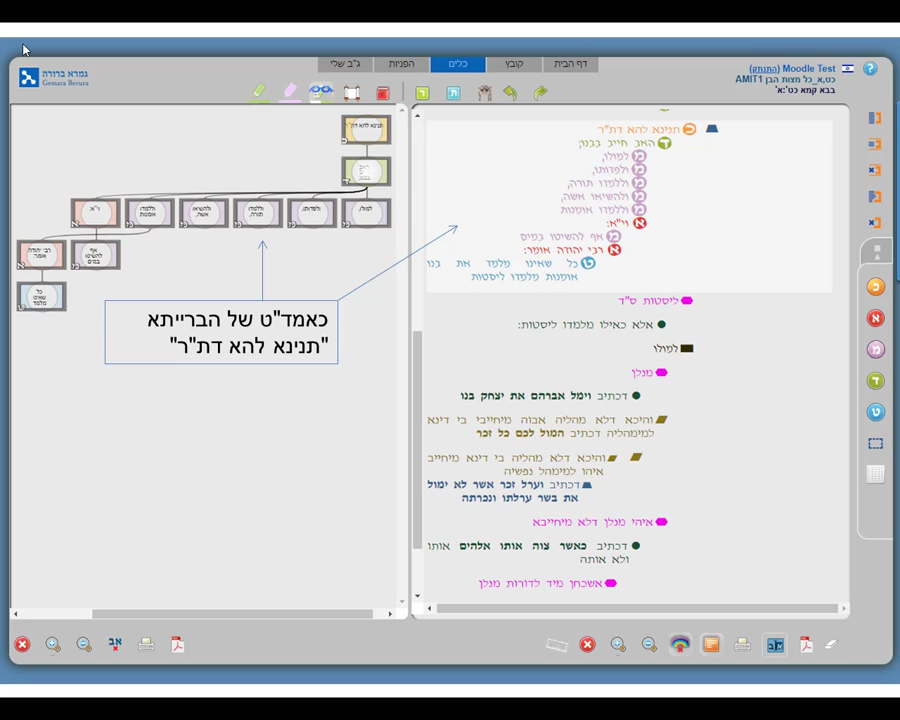 גמרא ברורה
Gemara Berura
דף הבית
קובץ
כלים
הפניות
ג"ב שלי
Moodle Test (התנתק)
כט,א_כל מצות הבן AMIT1
בבא קמא כט:'א'
תנינא להא דת"ר
האב חייב בבנו;
למולו,
ולפדותו,
וללמדו תורה,
ולהשיאו אשה,
וללמדו אומנות
וי"א:
אף להשיטו במים
רבי יהודה אומר:
כל שאינו מלמד את בנו
אומנות מלמדו ליסטות
ליסטות ס"ד
אלא כאילו מלמדו ליסטות:
למולו
מנלן
דכתיב וימל אברהם את יצחק בנו
והיכא דלא מהליה אבוה מיחייבי בי דינא
למימהליה דכתיב המול לכם כל זכר
והיכא דלא מהליה בי דינא מיחייב
איהו למימהל נפשיה
דכתיב וערל זכר אשר לא ימול
את בשר ערלתו ונכרתה
איהי מנלן דלא מיחייבא
דכתיב כאשר צוה אותו אלהים אותו
ולא אותה
אשכחן מיד לדורות מנלן
תנינא להא דת"ר
למולו,
ולפדותו,
וללמדו
תורה,
ולהשיאו
אשה,
וללמדו
אומנות
וי"א:
אף
להשיטו
במים
רבי יהודה
אומר:
כל
שאינו
מלמד
כאמד"ט של הברייתא
"תנינא להא דת"ר"